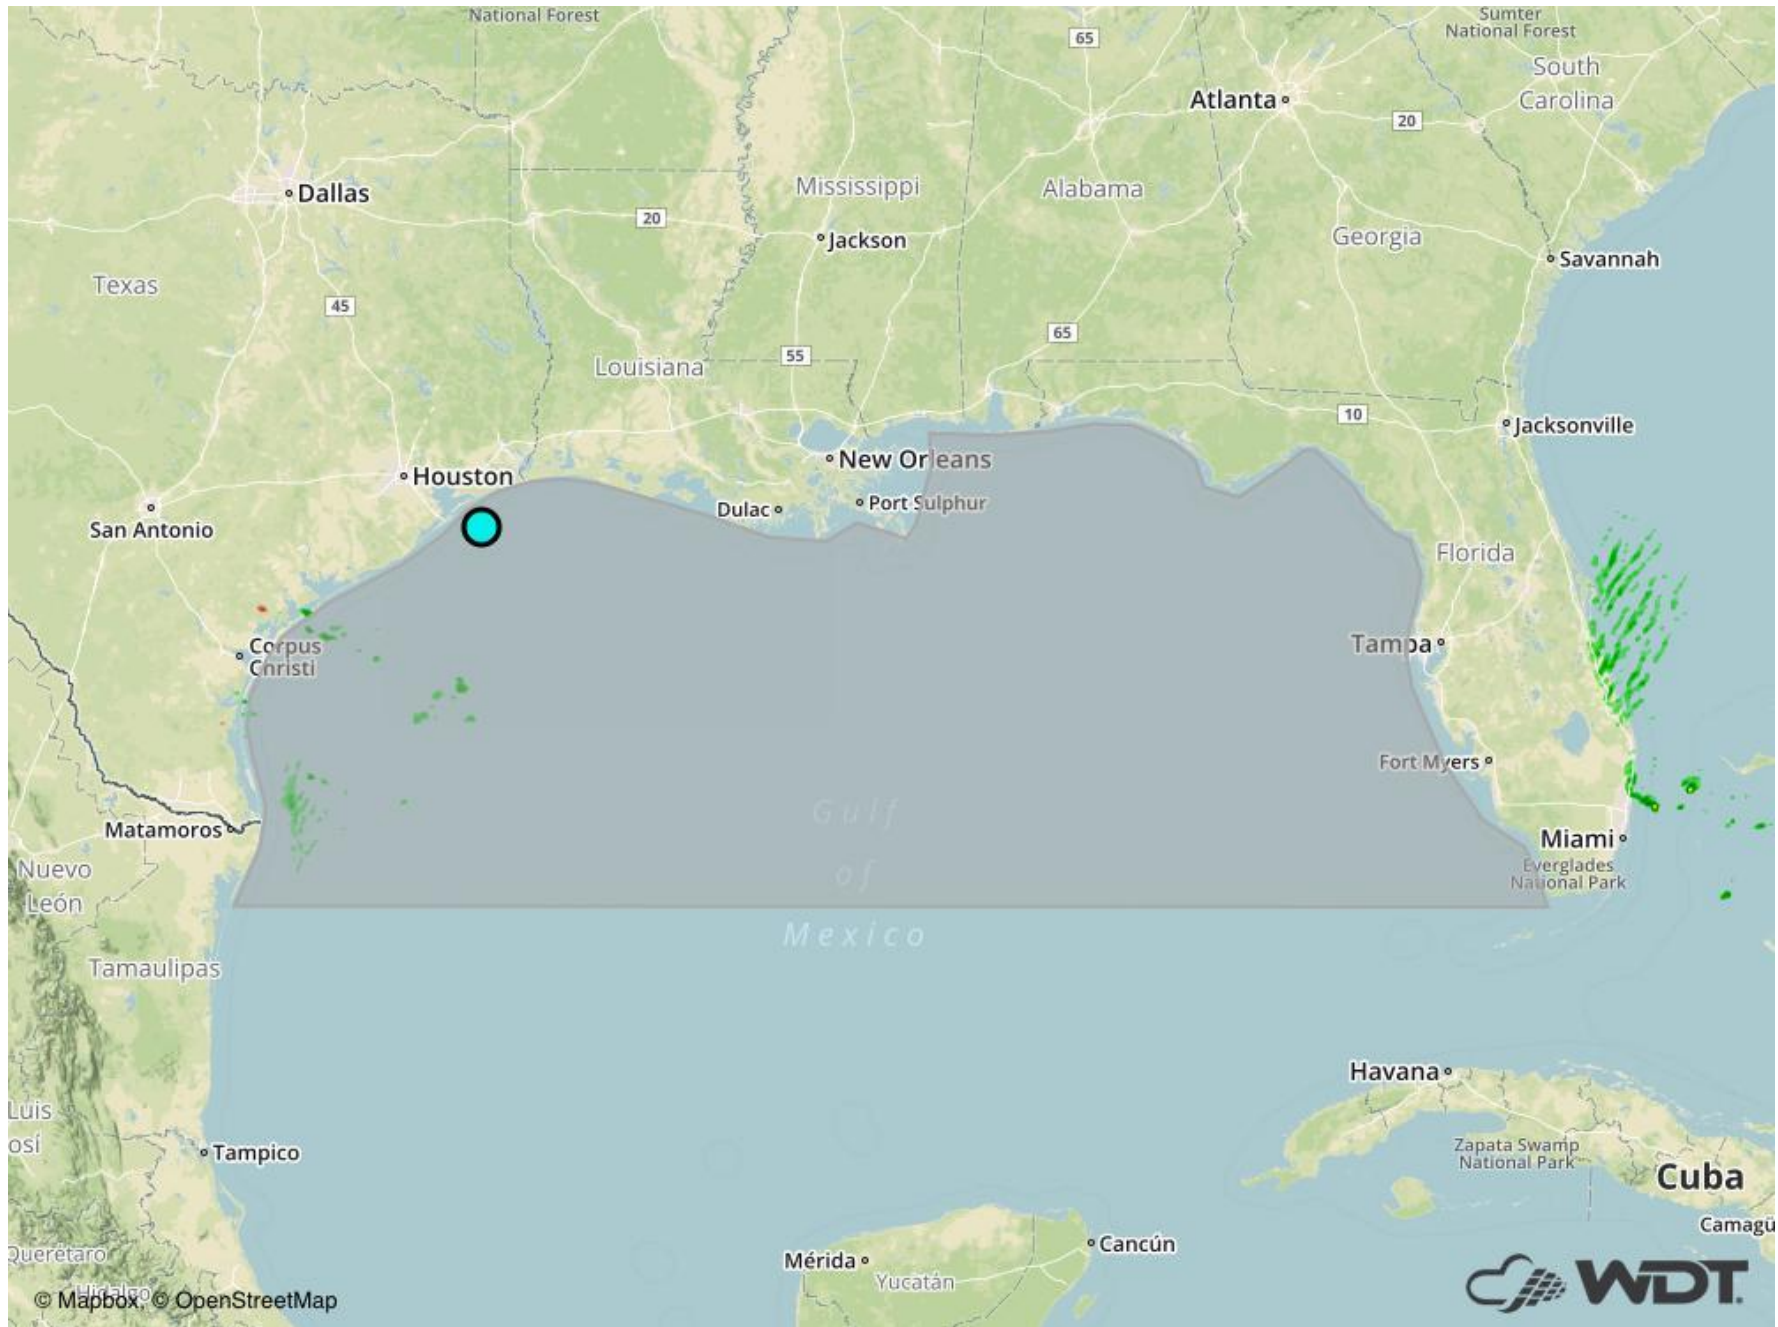 National Forest
65
Sumter
National Forest
South
Carolina
Atlanta
20
Dallas
Mississippi
Alabama
20
Jackson
Georgia
Savannah
Texas
45
65
55
Louisiana
10
Jacksonville
Houston
New Orleans
Dulac
Port Sulphur
San Antonio
Florida
Corpus
Christi
Tampa
Fort Myers
Gulf
of
Mexico
Matamoros
Miami
Everglades
National Park
Nuevo
León
Tamaulipas
Havana
Luis
osí
Tampico
Zapata Swamp
National Park
Cuba
Camagü
Cancún
Mérida
Yucatán
Querétaro
Hidalgo
© Mapbox, © OpenStreetMap
WDT.